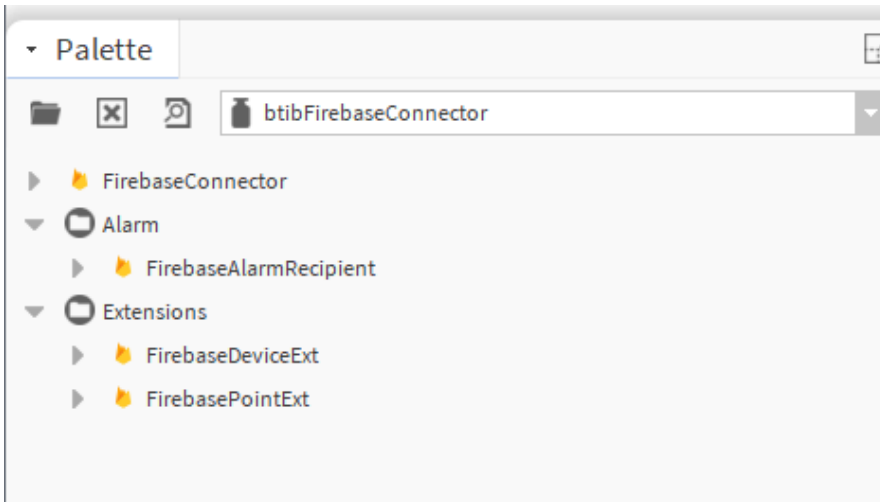 Palette
btibFirebaseConnector
FirebaseConnector
Alarm
FirebaseAlarmRecipient
Extensions
FirebaseDeviceExt
FirebasePointExt